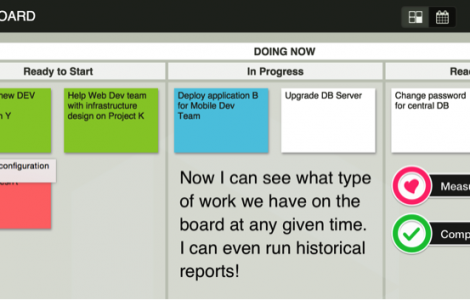 OARD
DOING NOW
Ready to Start
In Progress
Read
new DEV
n Y
Help Web Dev team
with infrastructure
design on Project K
Deploy application B
for Mobile Dev
Team
Upgrade DB Server
Change password
for central DB
configuration
Now I can see what type
of work we have on the
board at any given time.
I can even run historical
reports!
Measu
Comp